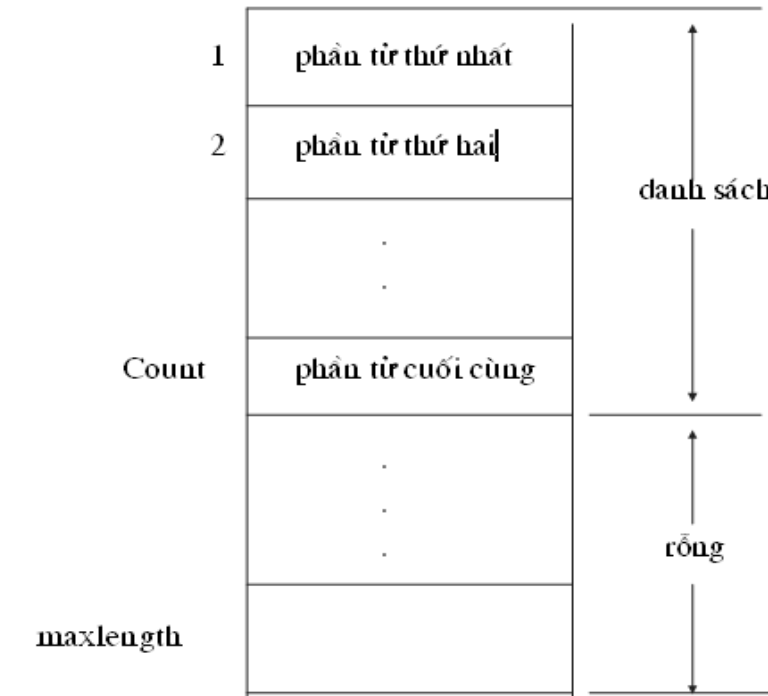 1 phần tử thứ nhất
2 phần tử thứ hai
danh sách
.
.
Count phần tử cuối cùng
.
.
rỗng
.
maxlength